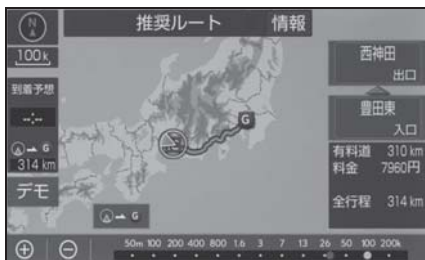 推奨ルート 情報
N
100k
到着予想
--:--
G
314 km
デモ
G
G
西神田
出口
豊田東
入口
有料道 310 km
料金 7960円
全行程 314 km
50m 100 200 400 800 1.6 3 7 13 26 50 100 200k